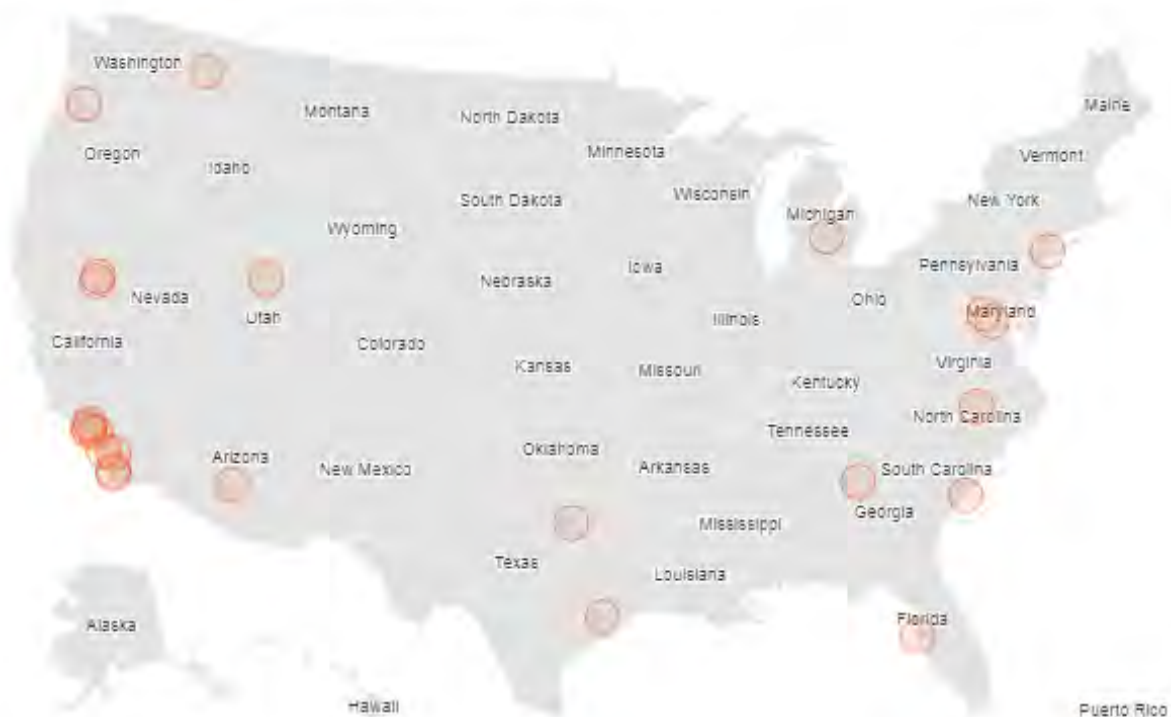 Washington
Maine
Montana
North Dakota
Oregon
Minnesota
Vermont
Idaho
Wisconsin
South Dakota
New York
Michigan
Wyoming
Pennsylvania
Iowa
Nebraska
Nevada
Ohio
Maryland
Utah
Illinois
California
Colorado
Virginia
Kansas
Missouri
Kentucky
North Carolina
Tennessee
Oklahoma
Arizona
New Mexico
Arkansas
South Carolina
Georgia
Mississippi
Texas
Louisiana
Florida
Alaska
Hawaii
Puerto Rico